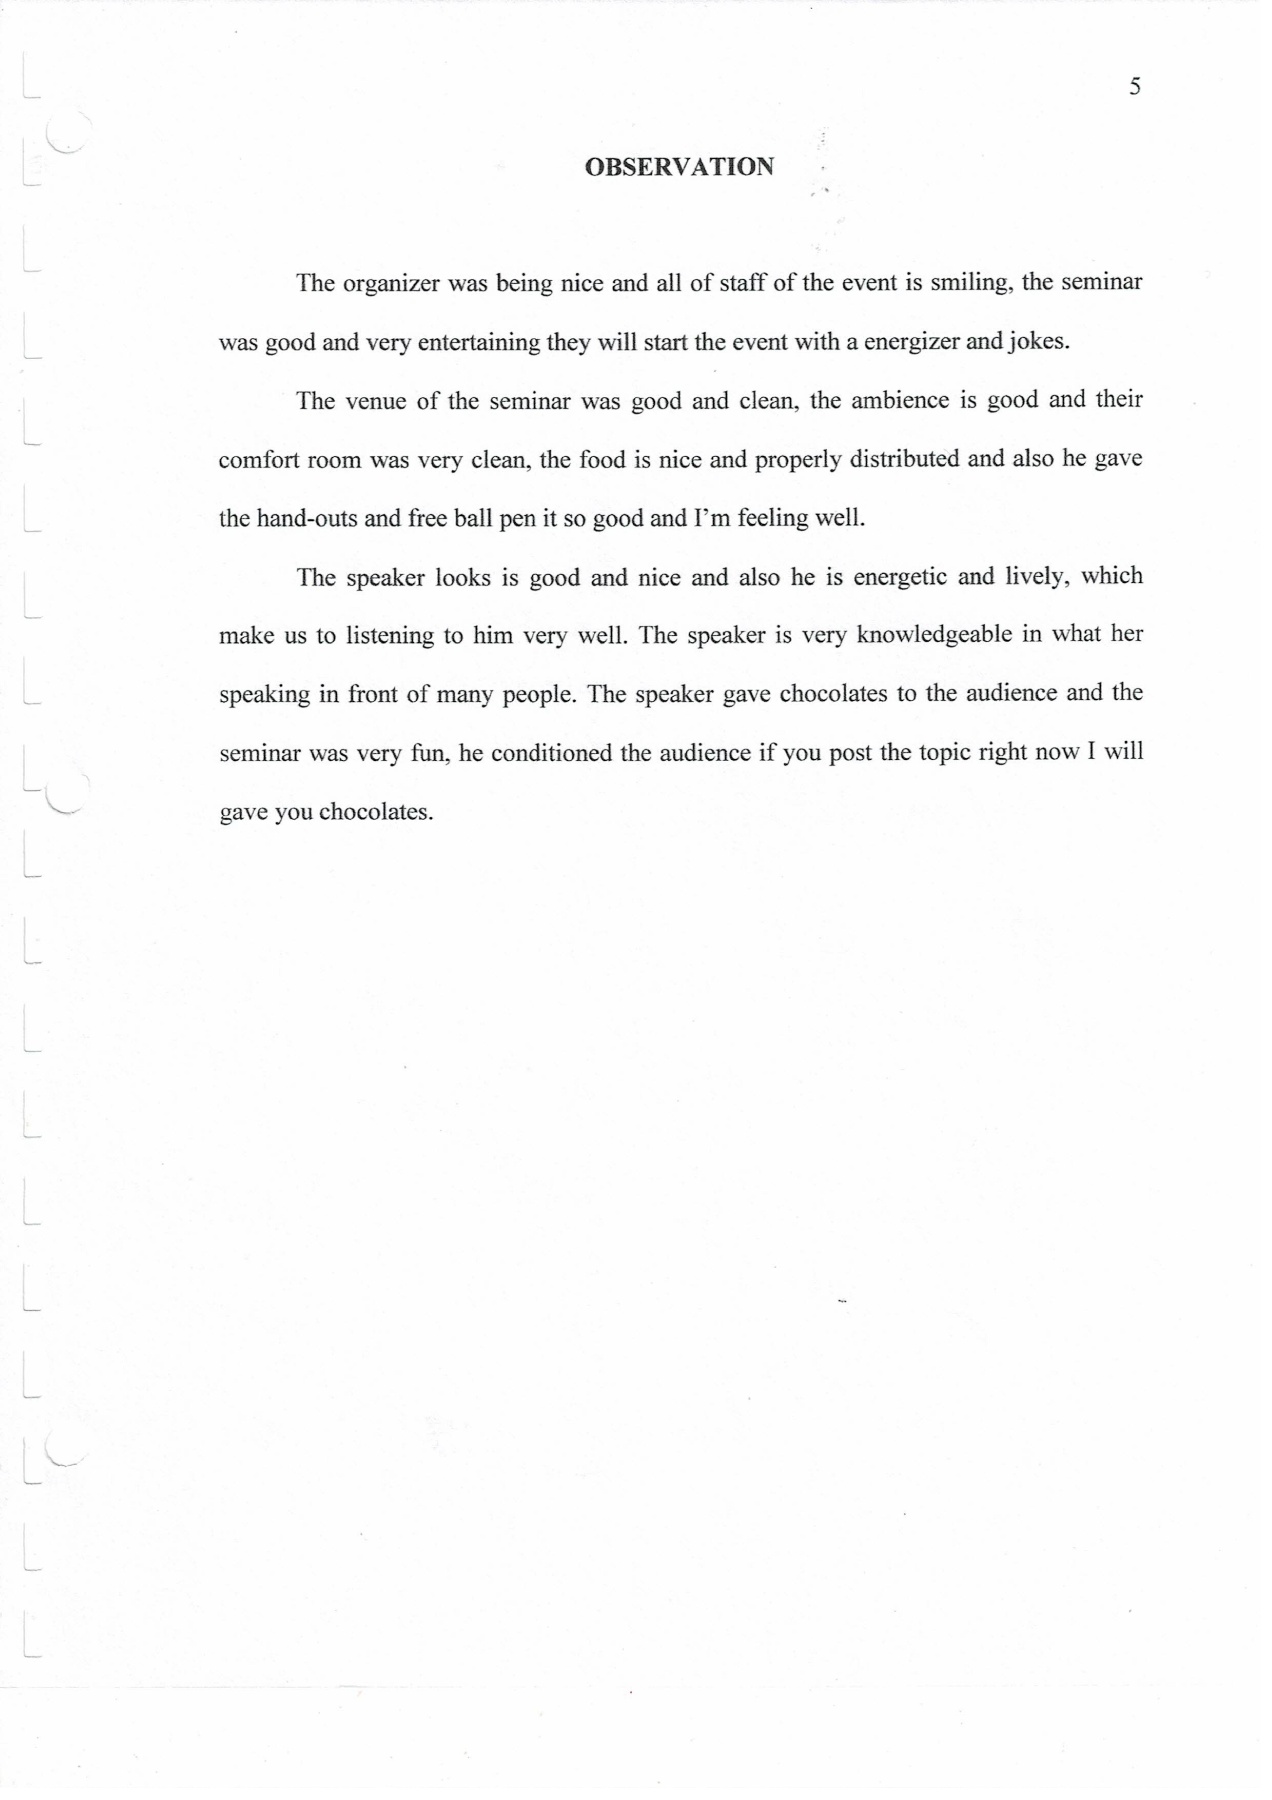 5
OBSERVATION
The organizer was being nice and all of staff of the event is smiling, the seminar
was good and very entertaining they will start the event with a energizer and jokes.
The venue of the seminar was good and clean, the ambience is good and their
comfort room was very clean, the food is nice and properly distributed and also he gave
the hand-outs and free ball pen it so good and I’m feeling well.
The speaker looks is good and nice and also he is energetic and lively, which
make us to listening to him very well. The speaker is very knowledgeable in what her
speaking in front of many people. The speaker gave chocolates to the audience and the
seminar was very fun, he conditioned the audience if you post the topic right now I will
gave you chocolates.